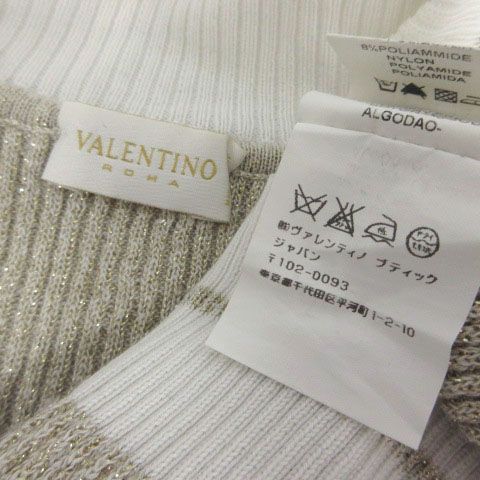 VALENTINO
ROMA
8%POLIAMMIDE
NYLON
POLYAMIDE
POLIAMIDA
ALGODAO-
㈱ヴァレンティノ ブティック
ジャパン
〒102-0093
東京都千代田区平河町1-2-10